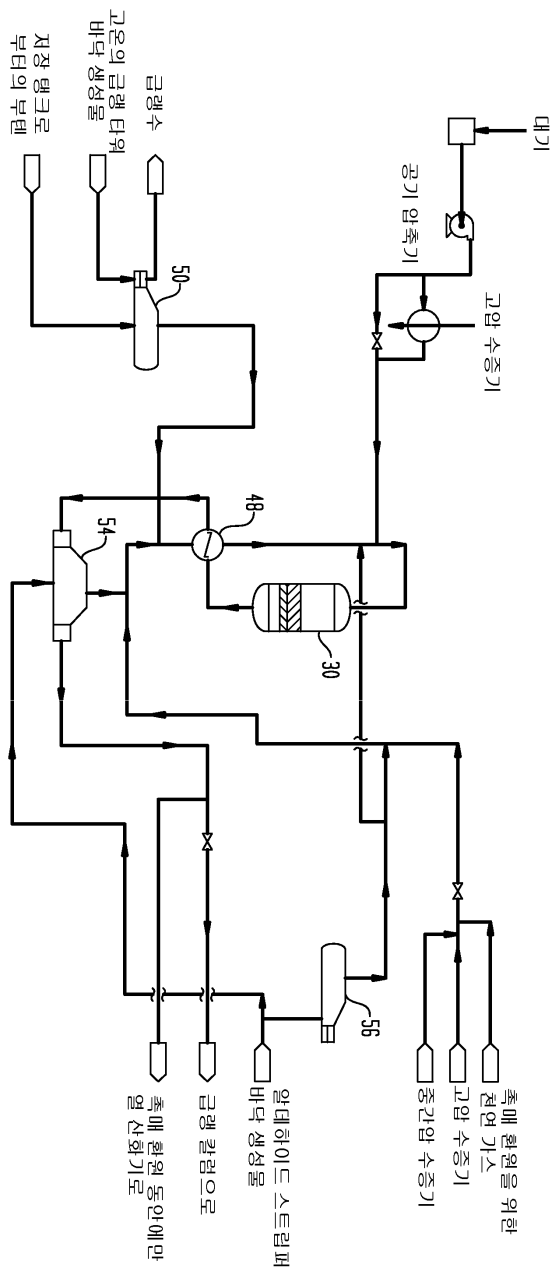 대기
고압 수증기
공기 압축기
촉매 환원을 위한
천연 가스
고압 수증기
중간압 수증기
56
30
48
알데하이드 스트립퍼
바닥 생성물
급랭 칼럼으로
촉매 환원 동안에만
열 산화기로
50
급랭수
고온의 급랭 타워
바닥 생성물
54
저장 탱크로
부터의 부텐